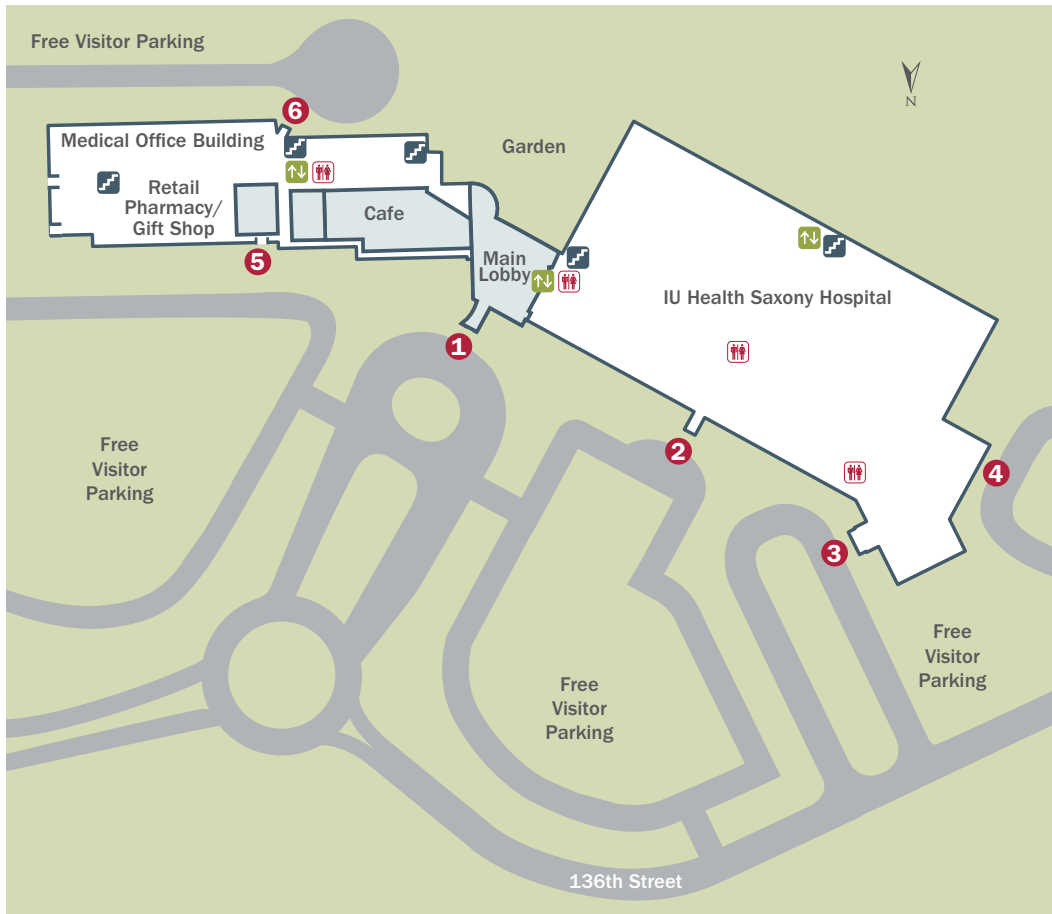 Free Visitor Parking
N
6
Medical Office Building
Garden
Retail
Pharmacy/
Gift Shop
Cafe
5
Main
Lobby
IU Health Saxony Hospital
1
2
Free
Visitor
Parking
4
3
Free
Visitor
Parking
Free
Visitor
Parking
136th Street